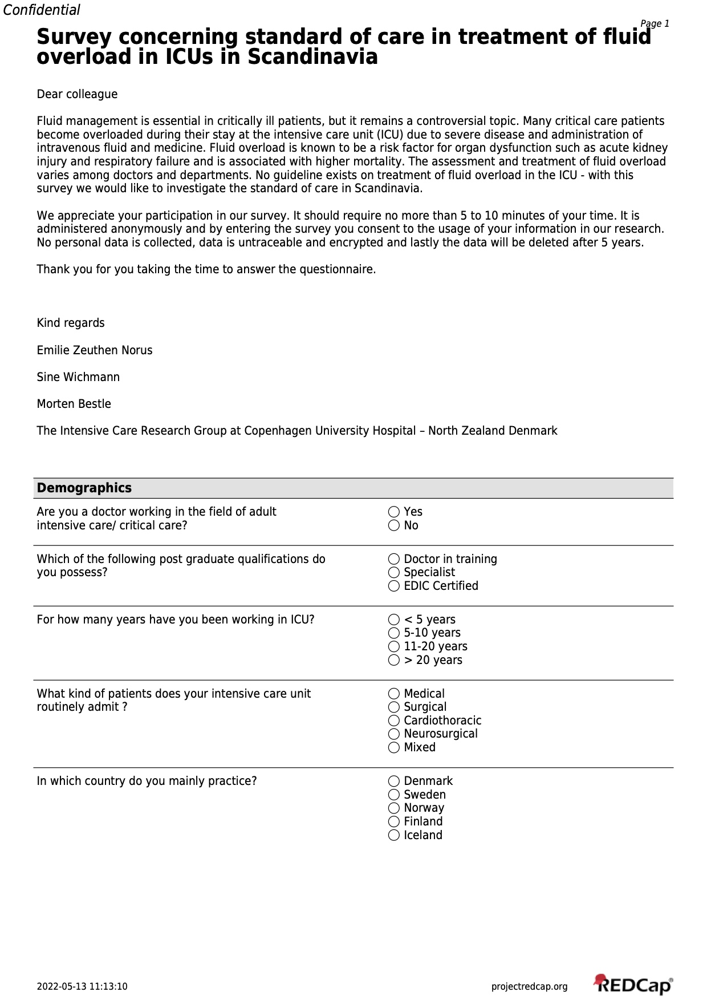 Confidential
Page 1
Survey concerning standard of care in treatment of fluid
overload in ICUs in Scandinavia
Dear colleague
Fluid management is essential in critically ill patients, but it remains a controversial topic. Many critical care patients
become overloaded during their stay at the intensive care unit (ICU) due to severe disease and administration of
intravenous fluid and medicine. Fluid overload is known to be a risk factor for organ dysfunction such as acute kidney
injury and respiratory failure and is associated with higher mortality. The assessment and treatment of fluid overload
varies among doctors and departments. No guideline exists on treatment of fluid overload in the ICU - with this
survey we would like to investigate the standard of care in Scandinavia.
We appreciate your participation in our survey. It should require no more than 5 to 10 minutes of your time. It is
administered anonymously and by entering the survey you consent to the usage of your information in our research.
No personal data is collected, data is untraceable and encrypted and lastly the data will be deleted after 5 years.
Thank you for you taking the time to answer the questionnaire.
Kind regards
Emilie Zeuthen Norus
Sine Wichmann
Morten Bestle
The Intensive Care Research Group at Copenhagen University Hospital – North Zealand Denmark
Demographics
Are you a doctor working in the field of adult
intensive care/ critical care?
Yes
No
Which of the following post graduate qualifications do
you possess?
Doctor in training
Specialist
EDIC Certified
For how many years have you been working in ICU?
< 5 years
5-10 years
11-20 years
> 20 years
What kind of patients does your intensive care unit
routinely admit ?
Medical
Surgical
Cardiothoracic
Neurosurgical
Mixed
In which country do you mainly practice?
Denmark
Sweden
Norway
Finland
Iceland
2022-05-13 11:13:10
projectredcap.org
REDCap®